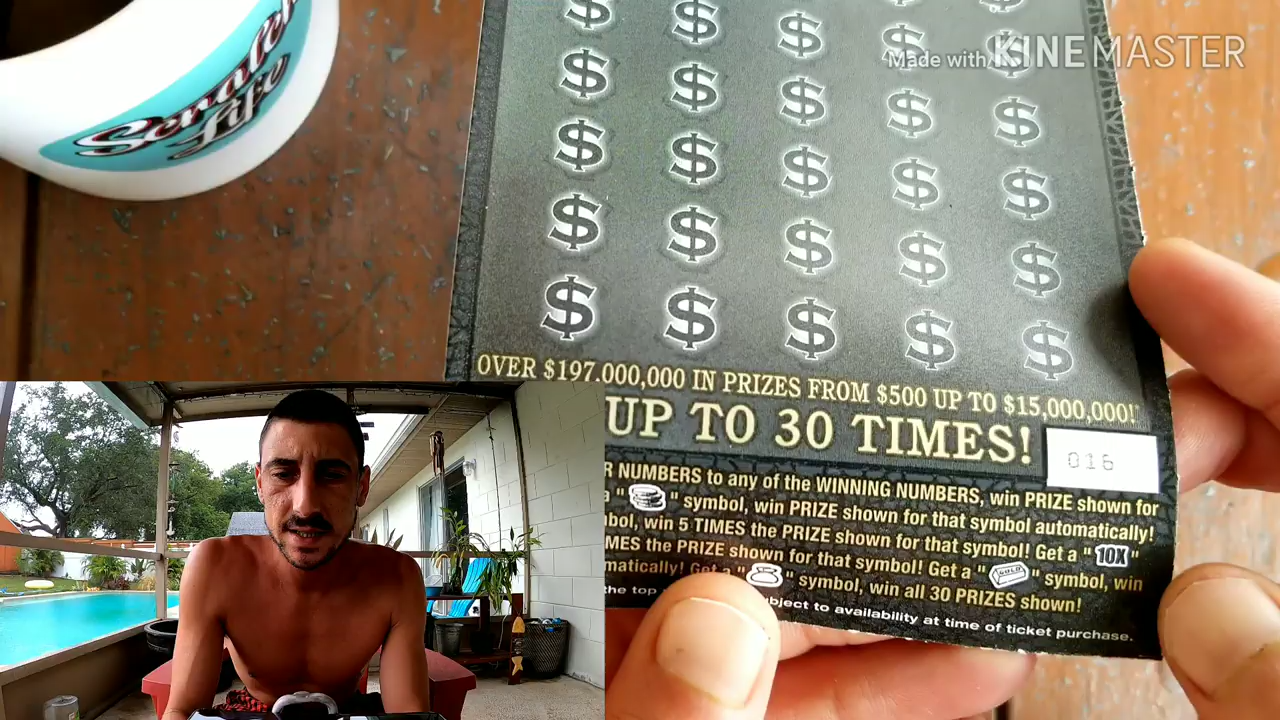 Made with KINEMASTER
Scratch
Life
$ $ $ $ $
$ $ $ $ $
$ $ $ $ $
$ $ $ $ $
$ $ $ $ $
OVER $197,000,000 IN PRIZES FROM $500 UP TO $15,000,000!
UP TO 30 TIMES!
016
R NUMBERS to any of the WINNING NUMBERS, win PRIZE shown for
" symbol, win PRIZE shown for that symbol automatically!
bol, win 5 TIMES the PRIZE shown for that symbol! Get a "10X"
MES the PRIZE shown for that symbol! Get a "GOLD" symbol, win
matically! Get a " " symbol, win all 30 PRIZES shown!
the top
bject to availability at time of ticket purchase.